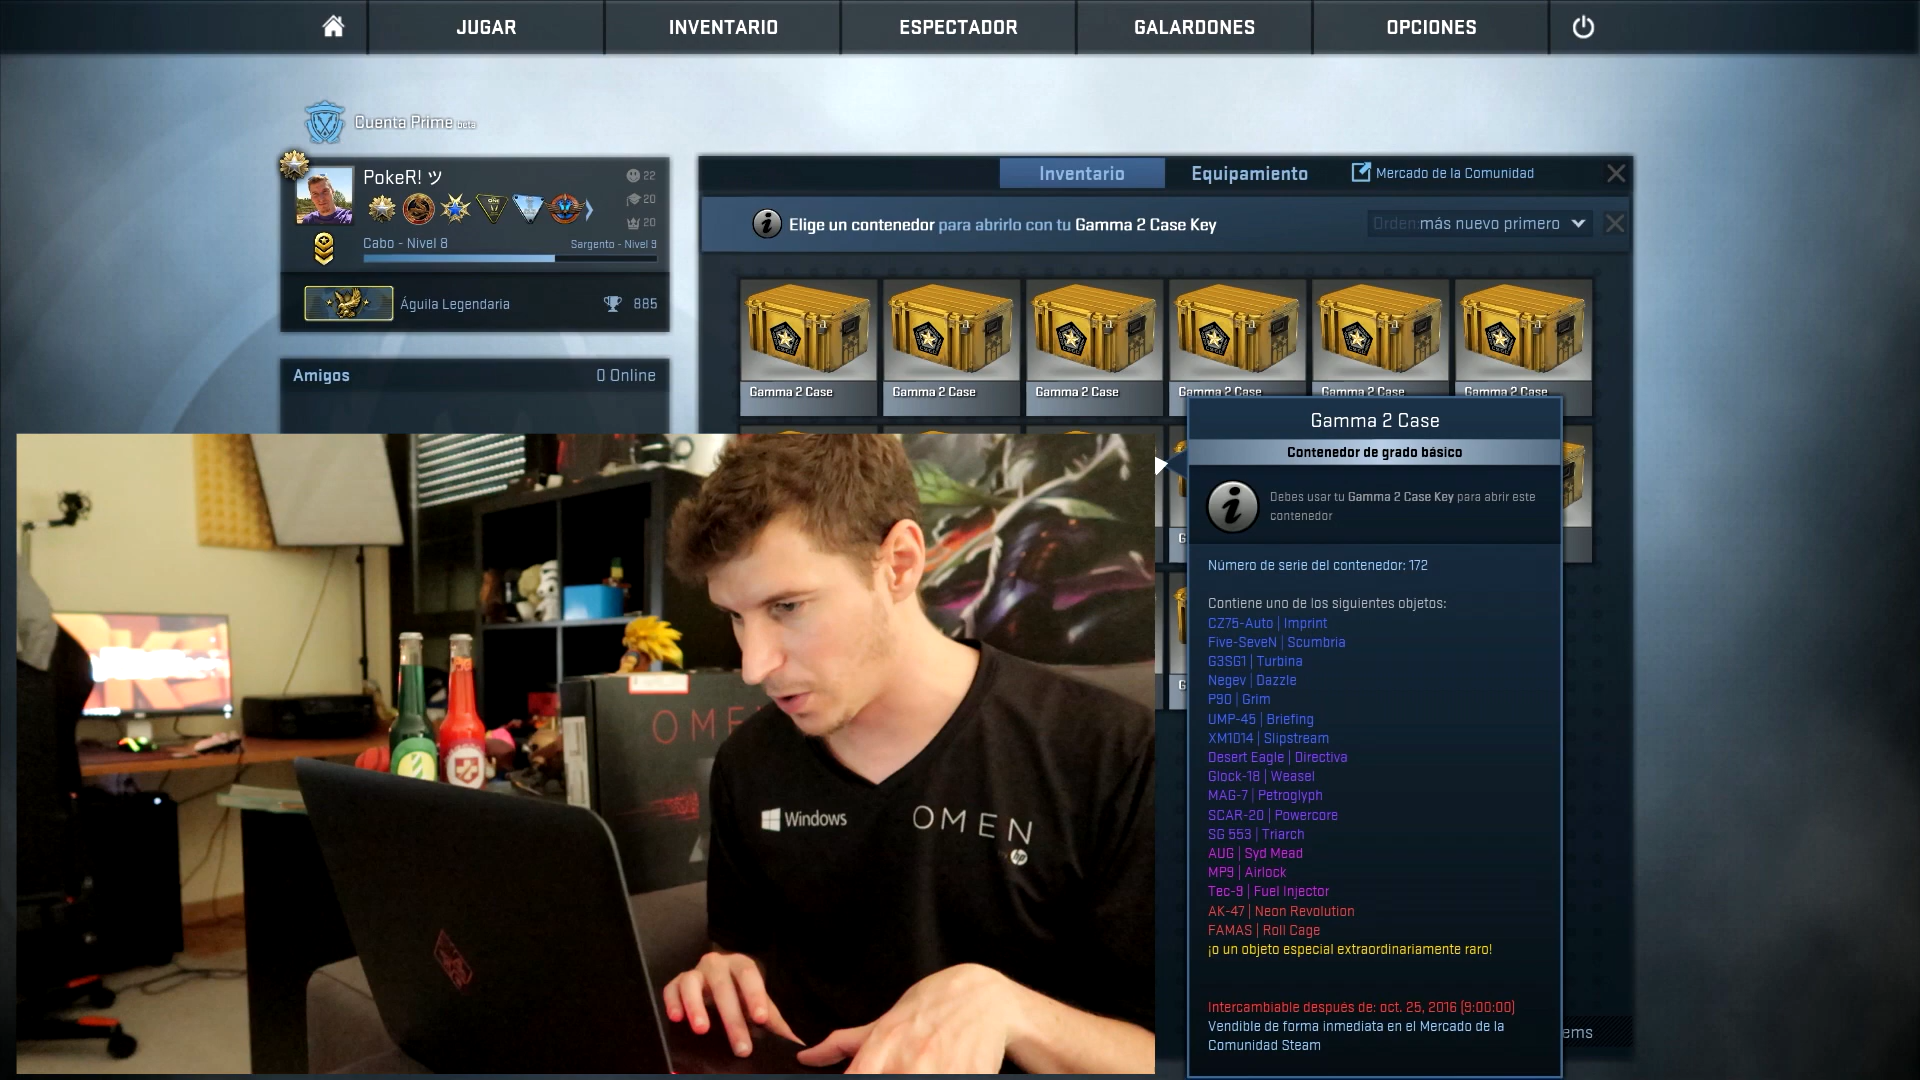 JUGAR
INVENTARIO
ESPECTADOR
GALARDONES
OPCIONES
Cuenta Prime beta
PokeR! ツ
22
20
20
Cabo - Nivel 8
Sargento - Nivel 9
Águila Legendaria
885
Amigos
0 Online
Inventario
Equipamiento
Mercado de la Comunidad
Elige un contenedor para abrirlo con tu Gamma 2 Case Key
Orden: más nuevo primero
Gamma 2 Case
Gamma 2 Case
Gamma 2 Case
Gamma 2 Case
Gamma 2 Case
Gamma 2 Case
Gamma 2 Case
Contenedor de grado básico
Debes usar tu Gamma 2 Case Key para abrir este
contenedor
Número de serie del contenedor: 172
Contiene uno de los siguientes objetos:
CZ75-Auto | Imprint
Five-SeveN | Scumbria
G3SG1 | Turbina
Negev | Dazzle
P90 | Grim
UMP-45 | Briefing
XM1014 | Slipstream
Desert Eagle | Directiva
Glock-18 | Weasel
MAG-7 | Petroglyph
SCAR-20 | Powercore
SG 553 | Triarch
AUG | Syd Mead
MP9 | Airlock
Tec-9 | Fuel Injector
AK-47 | Neon Revolution
FAMAS | Roll Cage
¡o un objeto especial extraordinariamente raro!
Intercambiable después de: oct. 25, 2016 (9:00:00)
Vendible de forma inmediata en el Mercado de la
Comunidad Steam
ems
OME
Windows
OMEN
hp